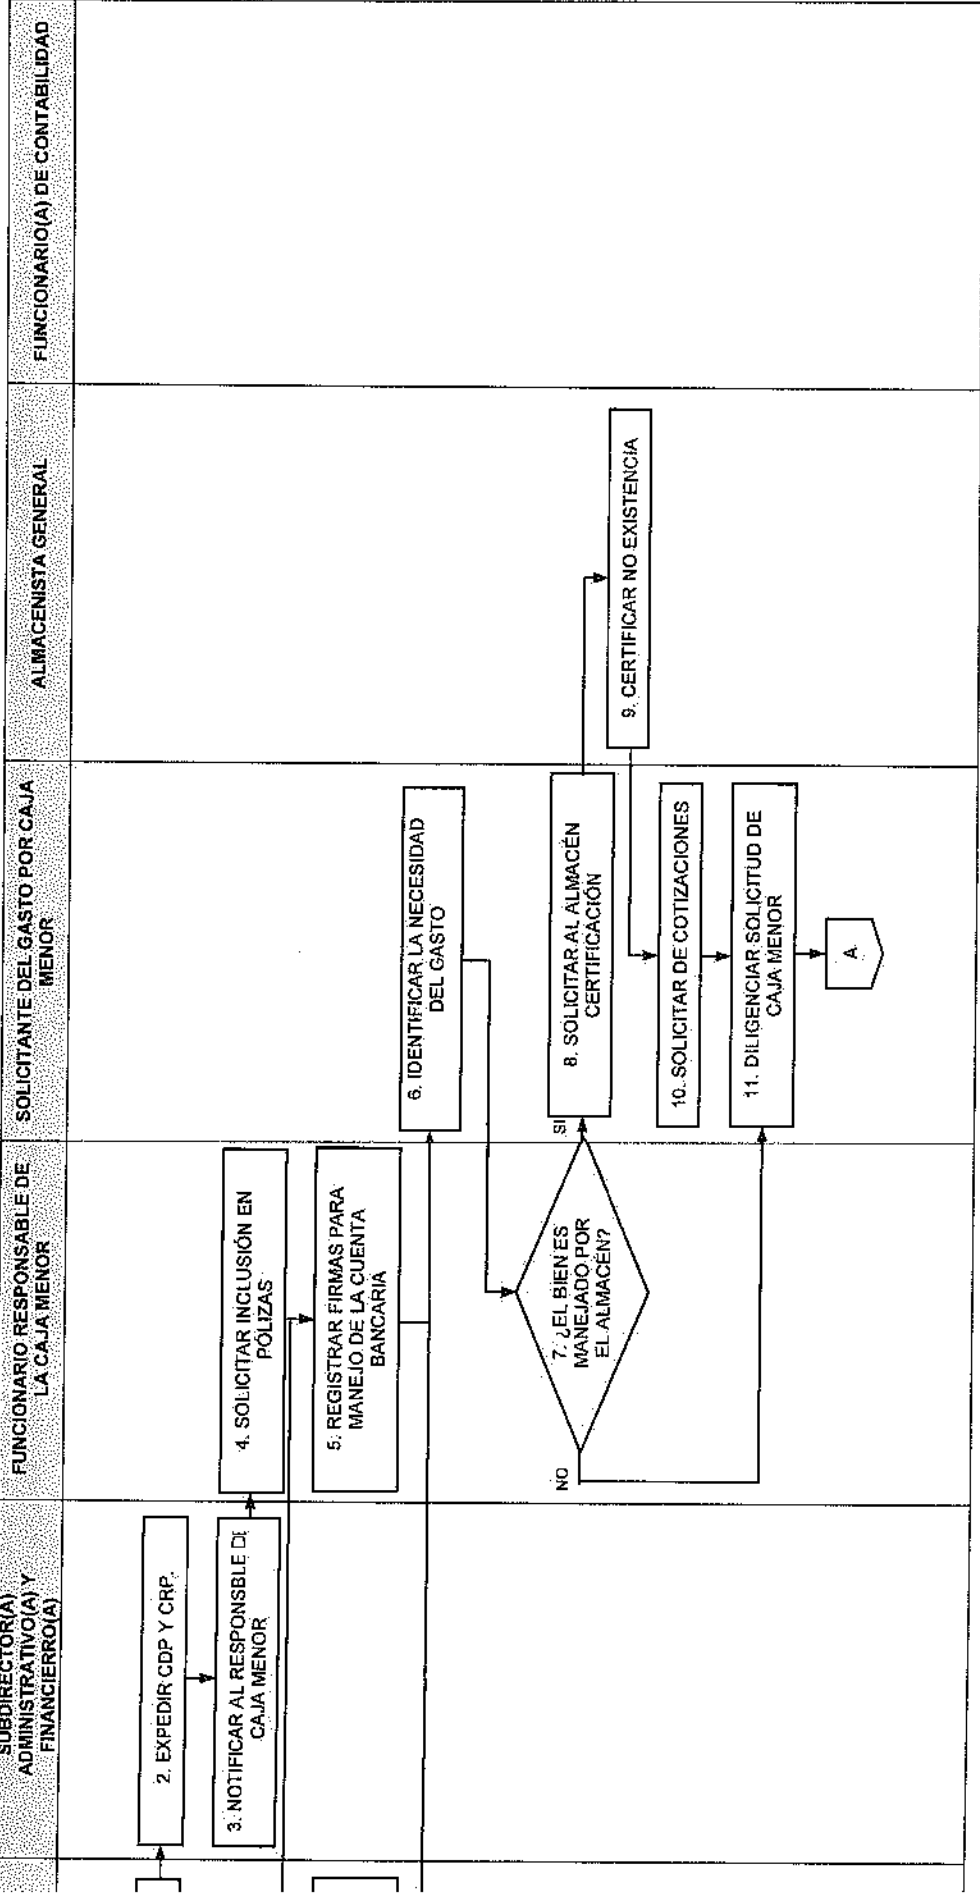 SUBDIRECTOR(A)
ADMINISTRATIVO(A) Y
FINANCIERRO(A)
FUNCIONARIO RESPONSABLE DE
LA CAJA MENOR
SOLICITANTE DEL GASTO POR CAJA
MENOR
ALMACENISTA GENERAL
FUNCIONARIO(A) DE CONTABILIDAD
2. EXPEDIR CDP Y CRP.
3. NOTIFICAR AL RESPONSBLE DE
CAJA MENOR
4. SOLICITAR INCLUSIÓN EN
PÓLIZAS
5. REGISTRAR FIRMAS PARA
MANEJO DE LA CUENTA
BANCARIA
6. IDENTIFICAR LA NECESIDAD
DEL GASTO
7. ¿EL BIEN ES
MANEJADO POR
EL ALMACÉN?
NO
SI
8. SOLICITAR AL ALMACÉN
CERTIFICACIÓN
9. CERTIFICAR NO EXISTENCIA
10. SOLICITAR DE COTIZACIONES
11. DILIGENCIAR SOLICITUD DE
CAJA MENOR
A